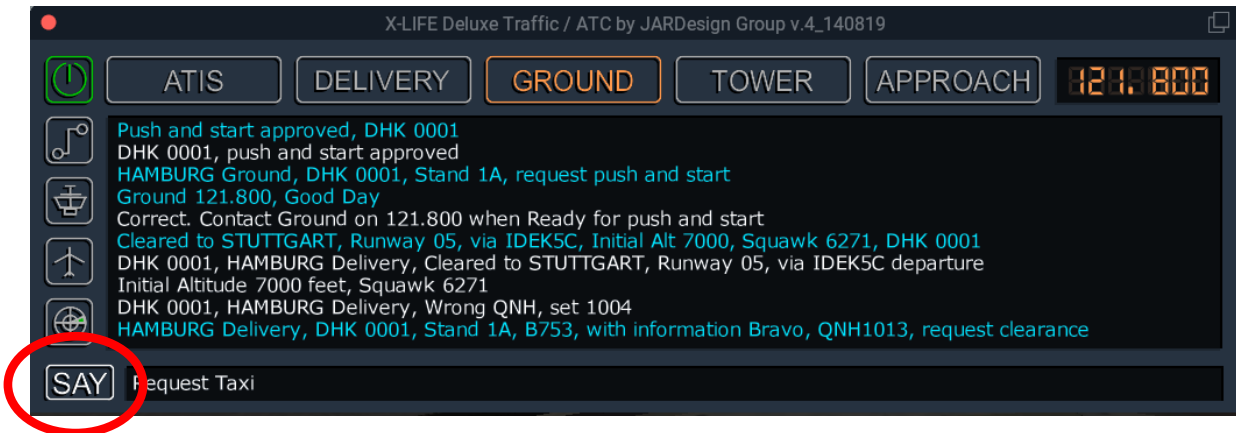 X-LIFE Deluxe Traffic / ATC by JARDesign Group v.4_140819
ATIS DELIVERY GROUND TOWER APPROACH 121.800
Push and start approved, DHK 0001
DHK 0001, push and start approved
HAMBURG Ground, DHK 0001, Stand 1A, request push and start
Ground 121.800, Good Day
Correct. Contact Ground on 121.800 when Ready for push and start
Cleared to STUTTGART, Runway 05, via IDEK5C, Initial Alt 7000, Squawk 6271, DHK 0001
DHK 0001, HAMBURG Delivery, Cleared to STUTTGART, Runway 05, via IDEK5C departure
Initial Altitude 7000 feet, Squawk 6271
DHK 0001, HAMBURG Delivery, Wrong QNH, set 1004
HAMBURG Delivery, DHK 0001, Stand 1A, B753, with information Bravo, QNH1013, request clearance
SAY Request Taxi